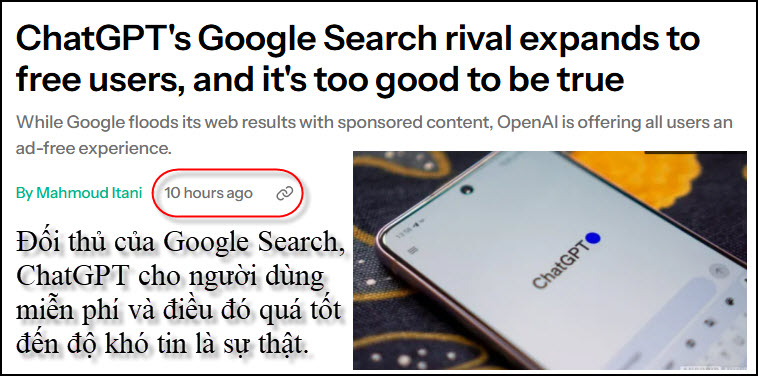 ChatGPT's Google Search rival expands to
free users, and it's too good to be true
While Google floods its web results with sponsored content, OpenAI is offering all users an
ad-free experience.
By Mahmoud Itani 10 hours ago
Đối thủ của Google Search,
ChatGPT cho người dùng
miễn phí và điều đó quá tốt
đến độ khó tin là sự thật.
ChatGPT